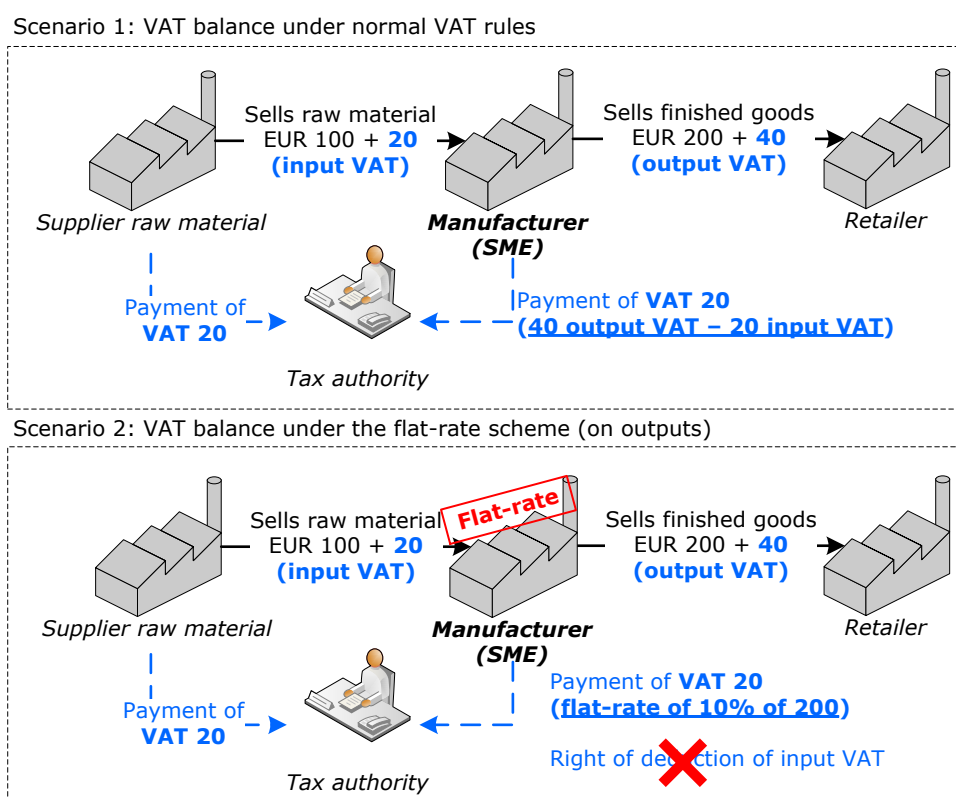 Scenario 1: VAT balance under normal VAT rules
Sells raw material
EUR 100 + 20
(input VAT)
Sells finished goods
EUR 200 + 40
(output VAT)
Supplier raw material
Manufacturer
(SME)
Retailer
Payment of
VAT 20
Payment of VAT 20
(40 output VAT – 20 input VAT)
Tax authority
Scenario 2: VAT balance under the flat-rate scheme (on outputs)
Flat-rate
Sells raw material
EUR 100 + 20
(input VAT)
Sells finished goods
EUR 200 + 40
(output VAT)
Supplier raw material
Manufacturer
(SME)
Retailer
Payment of
VAT 20
Payment of VAT 20
(flat-rate of 10% of 200)
Right of deduction of input VAT
Tax authority